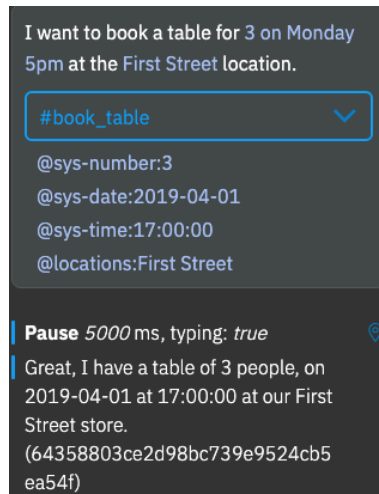 I want to book a table for 3 on Monday
5pm at the First Street location.
#book_table
@sys-number:3
@sys-date:2019-04-01
@sys-time:17:00:00
@locations:First Street
Pause 5000 ms, typing: true
Great, I have a table of 3 people, on
2019-04-01 at 17:00:00 at our First
Street store.
(64358803ce2d98bc739e9524cb5
ea54f)